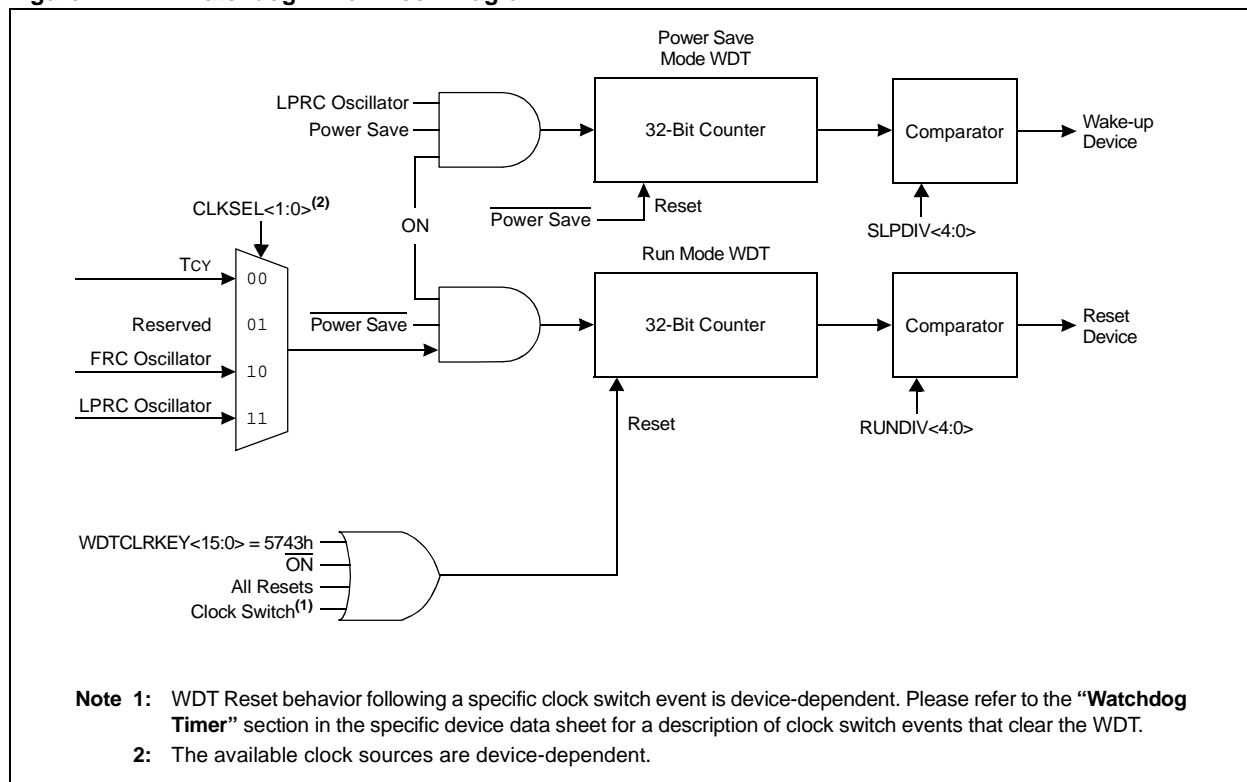 Power Save
Mode WDT
LPRC Oscillator
Power Save
32-Bit Counter
Comparator
Wake-up
Device
CLKSEL<1:0>(2)
ON
Power Save
Reset
SLPDIV<4:0>
Run Mode WDT
TCY
00
Reserved
01
Power Save
32-Bit Counter
Comparator
Reset
Device
FRC Oscillator
10
LPRC Oscillator
11
Reset
RUNDIV<4:0>
WDTCLRKEY<15:0> = 5743h
ON
All Resets
Clock Switch(1)
Note 1: WDT Reset behavior following a specific clock switch event is device-dependent. Please refer to the “Watchdog
Timer” section in the specific device data sheet for a description of clock switch events that clear the WDT.
2: The available clock sources are device-dependent.